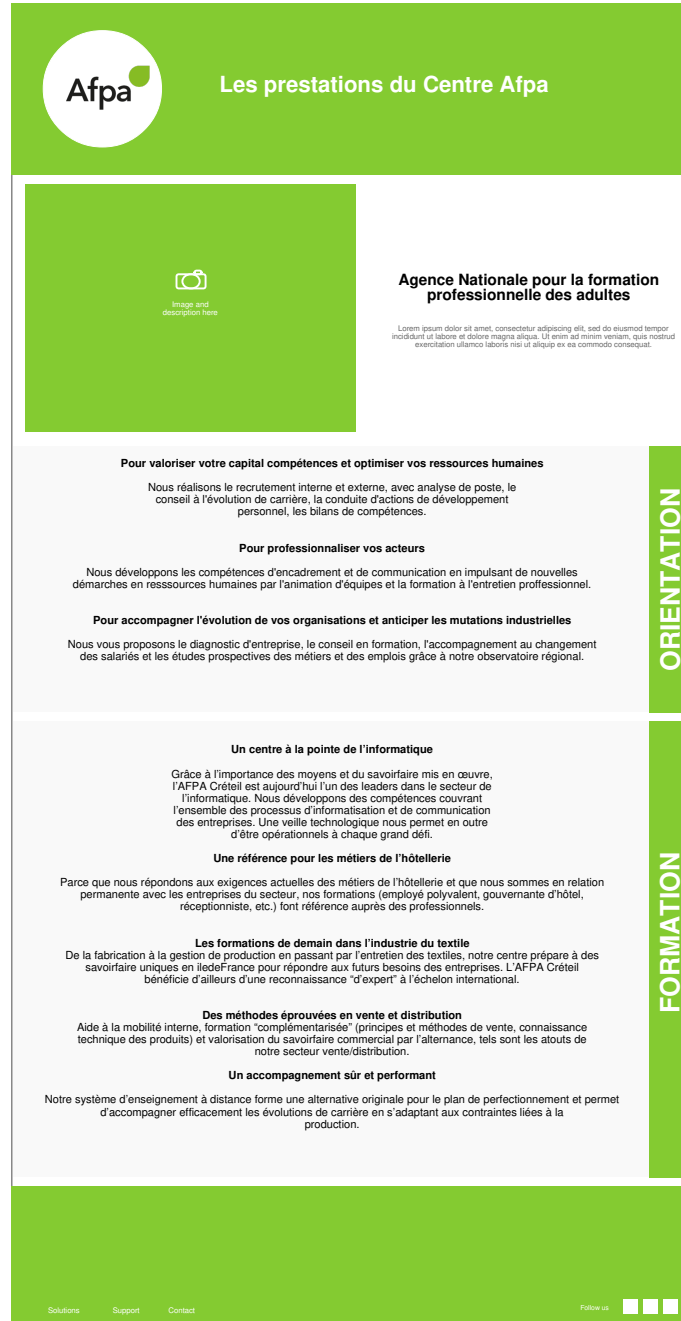 Afpa
Les prestations du Centre Afpa
Image and
description here
Agence Nationale pour la formation
professionnelle des adultes
Lorem ipsum dolor sit amet, consectetur adipiscing elit, sed do eiusmod tempor
incididunt ut labore et dolore magna aliqua. Ut enim ad minim veniam, quis nostrud
exercitation ullamco laboris nisi ut aliquip ex ea commodo consequat.
Pour valoriser votre capital compétences et optimiser vos ressources humaines
Nous réalisons le recrutement interne et externe, avec analyse de poste, le
conseil à l'évolution de carrière, la conduite d'actions de développement
personnel, les bilans de compétences.
Pour professionnaliser vos acteurs
Nous développons les compétences d'encadrement et de communication en impulsant de nouvelles
démarches en resssources humaines par l'animation d'équipes et la formation à l'entretien proffessionnel.
Pour accompagner l'évolution de vos organisations et anticiper les mutations industrielles
Nous vous proposons le diagnostic d'entreprise, le conseil en formation, l'accompagnement au changement
des salariés et les études prospectives des métiers et des emplois grâce à notre observatoire régional.
ORIENTATION
Un centre à la pointe de l’informatique
Grâce à l’importance des moyens et du savoirfaire mis en œuvre,
l’AFPA Créteil est aujourd’hui l’un des leaders dans le secteur de
l’informatique. Nous développons des compétences couvrant
l’ensemble des processus d’informatisation et de communication
des entreprises. Une veille technologique nous permet en outre
d’être opérationnels à chaque grand défi.
Une référence pour les métiers de l’hôtellerie
Parce que nous répondons aux exigences actuelles des métiers de l’hôtellerie et que nous sommes en relation
permanente avec les entreprises du secteur, nos formations (employé polyvalent, gouvernante d’hôtel,
réceptionniste, etc.) font référence auprès des professionnels.
Les formations de demain dans l’industrie du textile
De la fabrication à la gestion de production en passant par l’entretien des textiles, notre centre prépare à des
savoirfaire uniques en iledeFrance pour répondre aux futurs besoins des entreprises. L’AFPA Créteil
bénéficie d’ailleurs d’une reconnaissance “d’expert” à l’échelon international.
Des méthodes éprouvées en vente et distribution
Aide à la mobilité interne, formation “complémentarisée” (principes et méthodes de vente, connaissance
technique des produits) et valorisation du savoirfaire commercial par l’alternance, tels sont les atouts de
notre secteur vente/distribution.
Un accompagnement sûr et performant
Notre système d’enseignement à distance forme une alternative originale pour le plan de perfectionnement et permet
d’accompagner efficacement les évolutions de carrière en s’adaptant aux contraintes liées à la
production.
FORMATION
Solutions
Support
Contact
Follow us